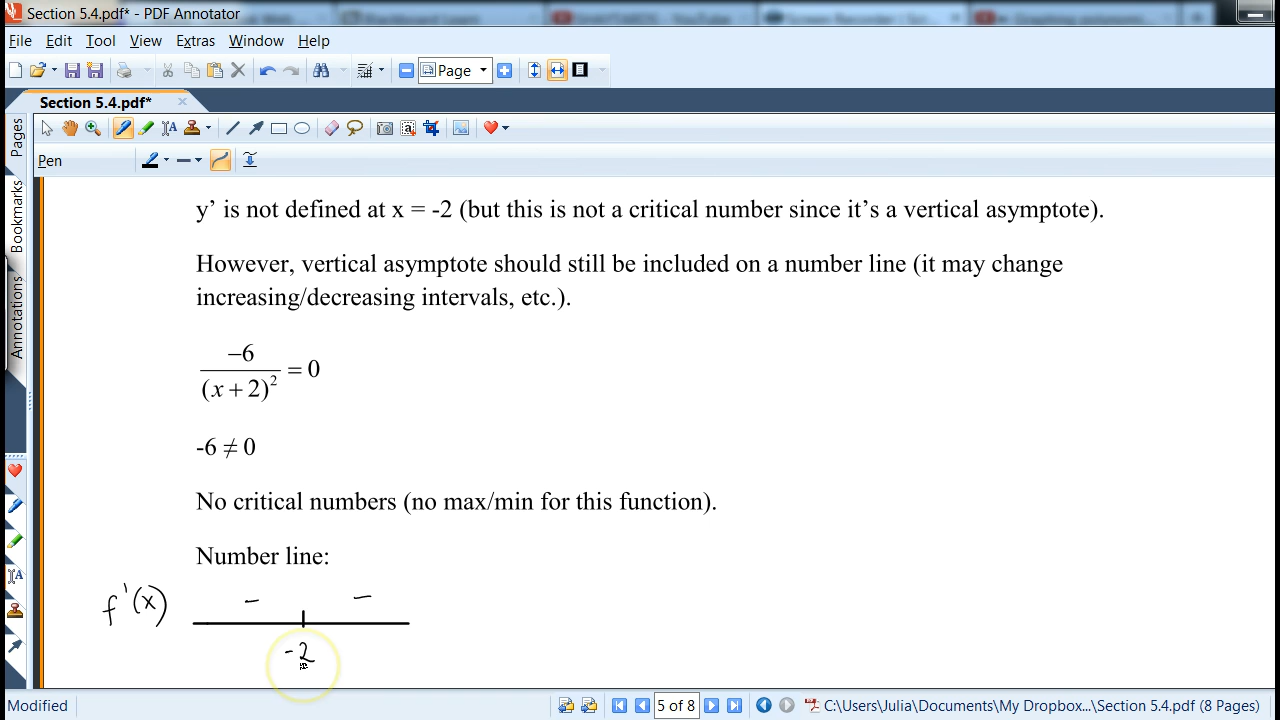 Section 5.4.pdf* - PDF Annotator
File Edit Tool View Extras Window Help
Page
Section 5.4.pdf*
Pen
Pages
Bookmarks
Annotations
y’ is not defined at x = -2 (but this is not a critical number since it’s a vertical asymptote).
However, vertical asymptote should still be included on a number line (it may change
increasing/decreasing intervals, etc.).
−6
(x + 2)² = 0
-6 ≠ 0
No critical numbers (no max/min for this function).
Number line:
f'(x) − −
-2
Modified 5 of 8 C:\Users\Julia\Documents\My Dropbox...\Section 5.4.pdf (8 Pages)